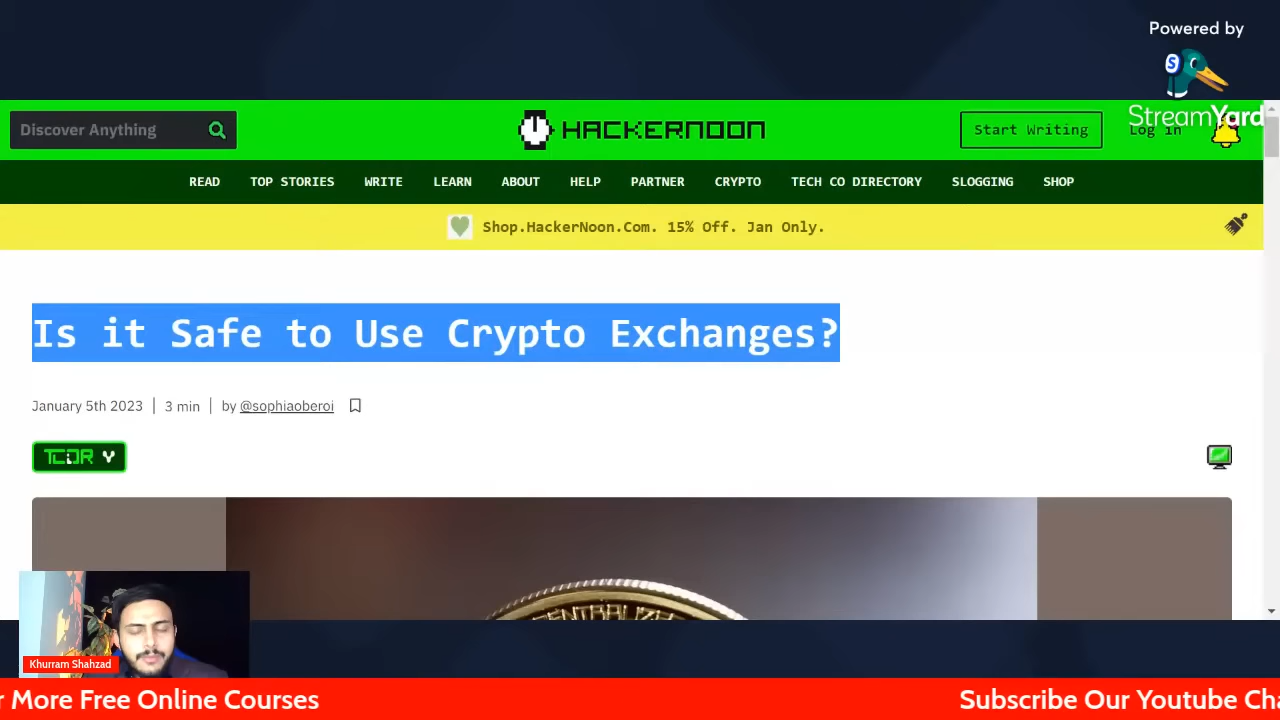 Powered by
StreamYard
Discover Anything
HACKERNOON
Start Writing
Log in
READ TOP STORIES WRITE LEARN ABOUT HELP PARTNER CRYPTO TECH CO DIRECTORY SLOGGING SHOP
Shop.HackerNoon.Com. 15% Off. Jan Only.
Is it Safe to Use Crypto Exchanges?
January 5th 2023 | 3 min | by @sophiaoberoi
Khurram Shahzad
More Free Online Courses
Subscribe Our Youtube